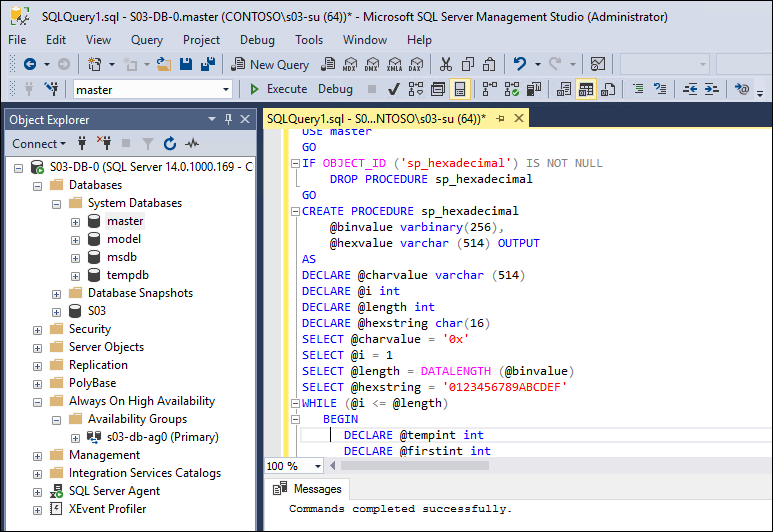 SQLQuery1.sql - S03-DB-0.master (CONTOSO\s03-su (64))* - Microsoft SQL Server Management Studio (Administrator)
File Edit View Query Project Debug Tools Window Help
New Query MDX DMX XMLA DAX
master Execute Debug
Object Explorer
SQLQuery1.sql - S0...NTOSO\s03-su (64))*
Connect
S03-DB-0 (SQL Server 14.0.1000.169 - C
Databases
System Databases
master
model
msdb
tempdb
Database Snapshots
S03
Security
Server Objects
Replication
PolyBase
Always On High Availability
Availability Groups
s03-db-ag0 (Primary)
Management
Integration Services Catalogs
SQL Server Agent
XEvent Profiler
USE master
GO
IF OBJECT_ID ('sp_hexadecimal') IS NOT NULL
DROP PROCEDURE sp_hexadecimal
GO
CREATE PROCEDURE sp_hexadecimal
@binvalue varbinary(256),
@hexvalue varchar (514) OUTPUT
AS
DECLARE @charvalue varchar (514)
DECLARE @i int
DECLARE @length int
DECLARE @hexstring char(16)
SELECT @charvalue = '0x'
SELECT @i = 1
SELECT @length = DATALENGTH (@binvalue)
SELECT @hexstring = '0123456789ABCDEF'
WHILE (@i <= @length)
BEGIN
DECLARE @tempint int
DECLARE @firstint int
100 %
Messages
Commands completed successfully.